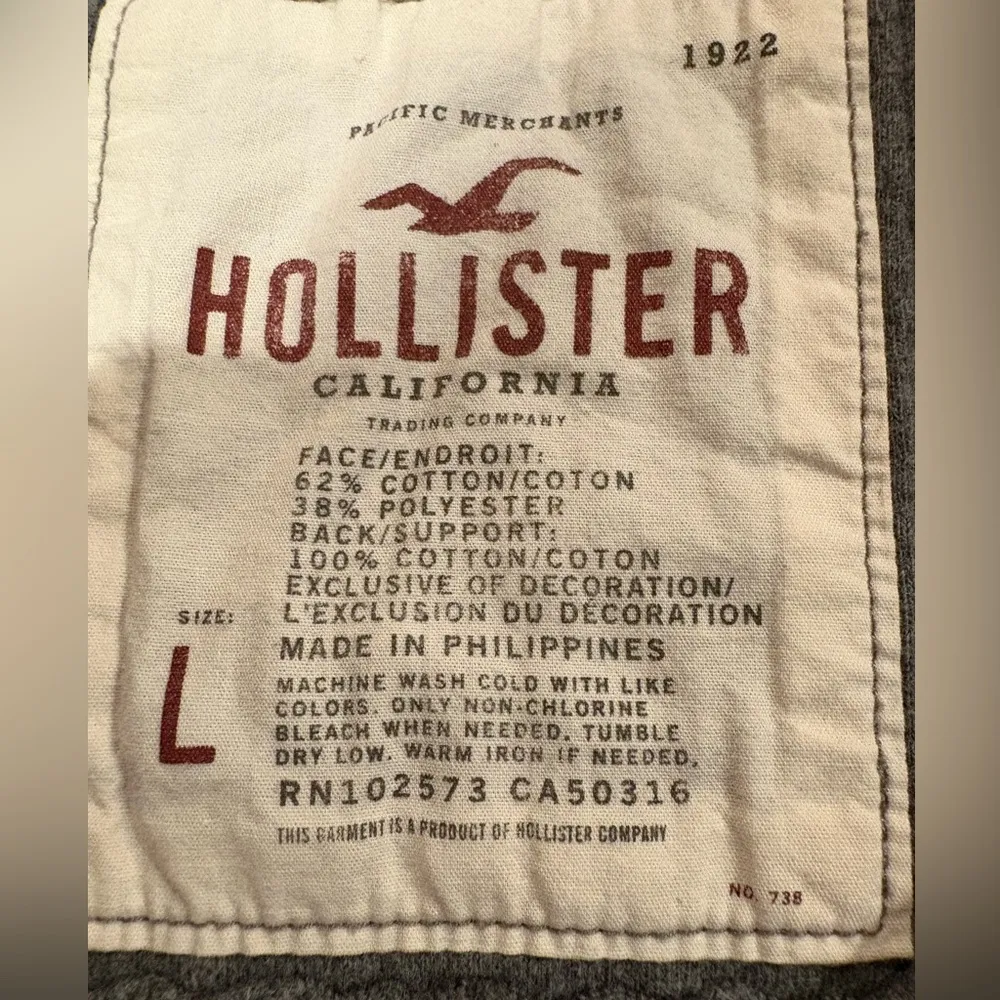 1922
PACIFIC MERCHANTS
HOLLISTER
CALIFORNIA
TRADING COMPANY
FACE/ENDROIT:
62% COTTON/COTON
38% POLYESTER
BACK/SUPPORT:
100% COTTON/COTON
EXCLUSIVE OF DECORATION/
L'EXCLUSION DU DÉCORATION
SIZE:
L
MADE IN PHILIPPINES
MACHINE WASH COLD WITH LIKE
COLORS. ONLY NON-CHLORINE
BLEACH WHEN NEEDED. TUMBLE
DRY LOW. WARM IRON IF NEEDED.
RN102573 CA50316
THIS GARMENT IS A PRODUCT OF HOLLISTER COMPANY
NO. 738